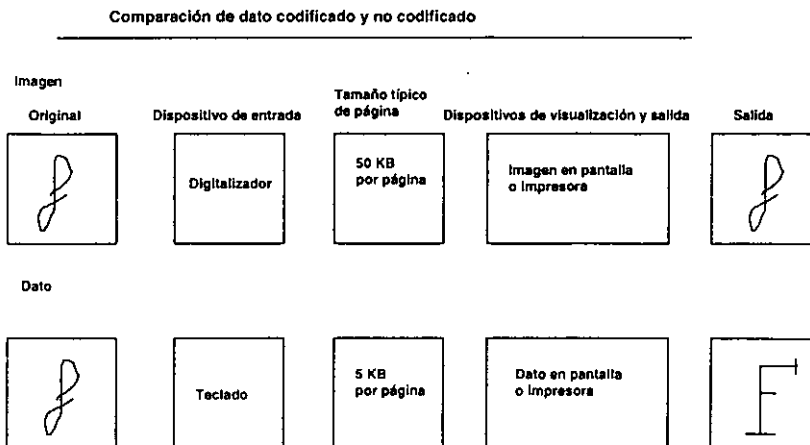 Comparación de dato codificado y no codificado
Imagen
Original
Dispositivo de entrada
Tamaño típico
de página
Dispositivos de visualización y salida
Salida
Digitalizador
50 KB
por página
Imagen en pantalla
o impresora
Dato
Teclado
5 KB
por página
Dato en pantalla
o impresora
F